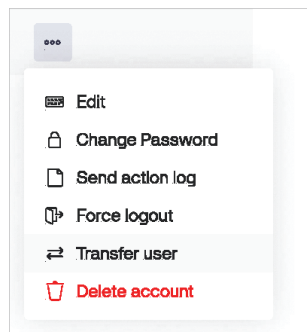 Edit
Change Password
Send action log
Force logout
Transfer user
Delete account